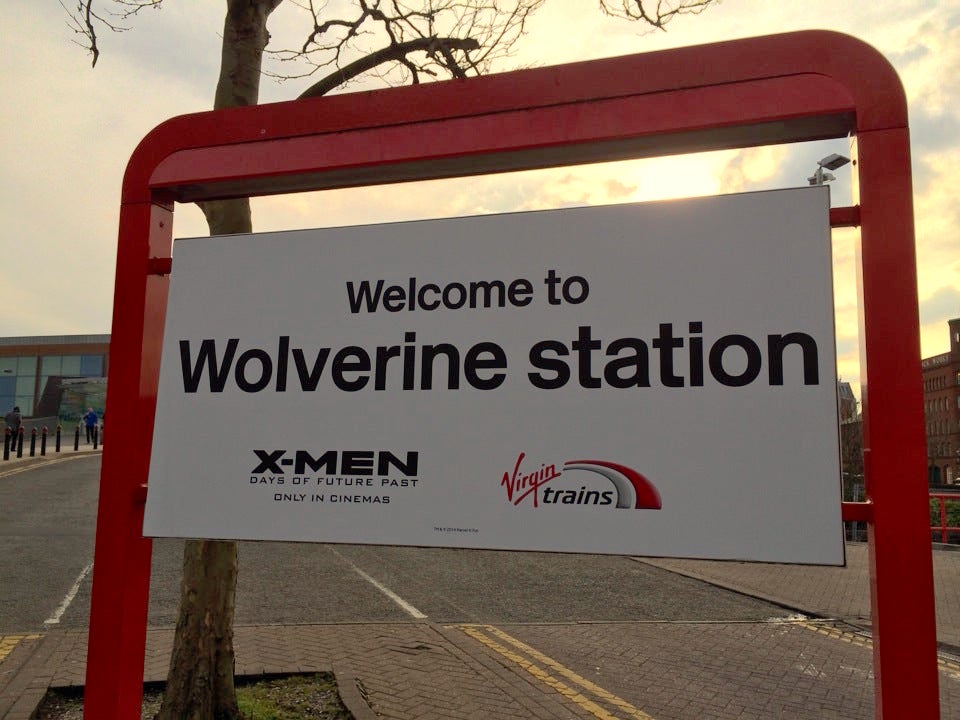 Welcome to
Wolverine station
X-MEN
DAYS OF FUTURE PAST
ONLY IN CINEMAS
Virgin
trains